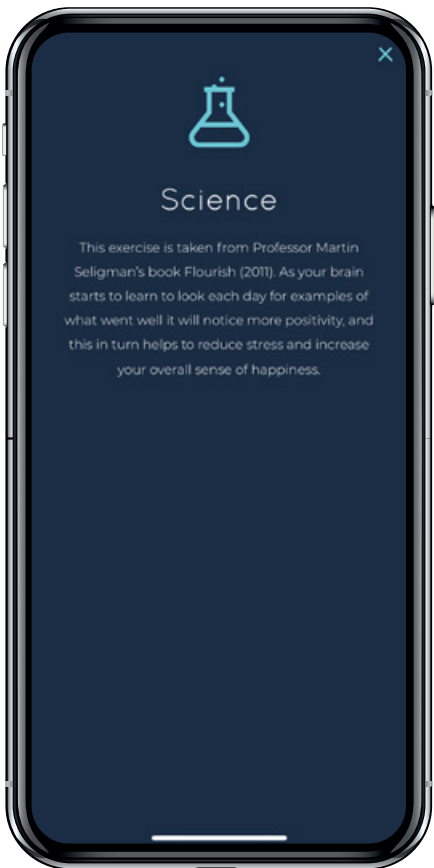 Science
This exercise is taken from Professor Martin
Seligman's book Flourish (2011). As your brain
starts to learn to look each day for examples of
what went well it will notice more positivity, and
this in turn helps to reduce stress and increase
your overall sense of happiness.